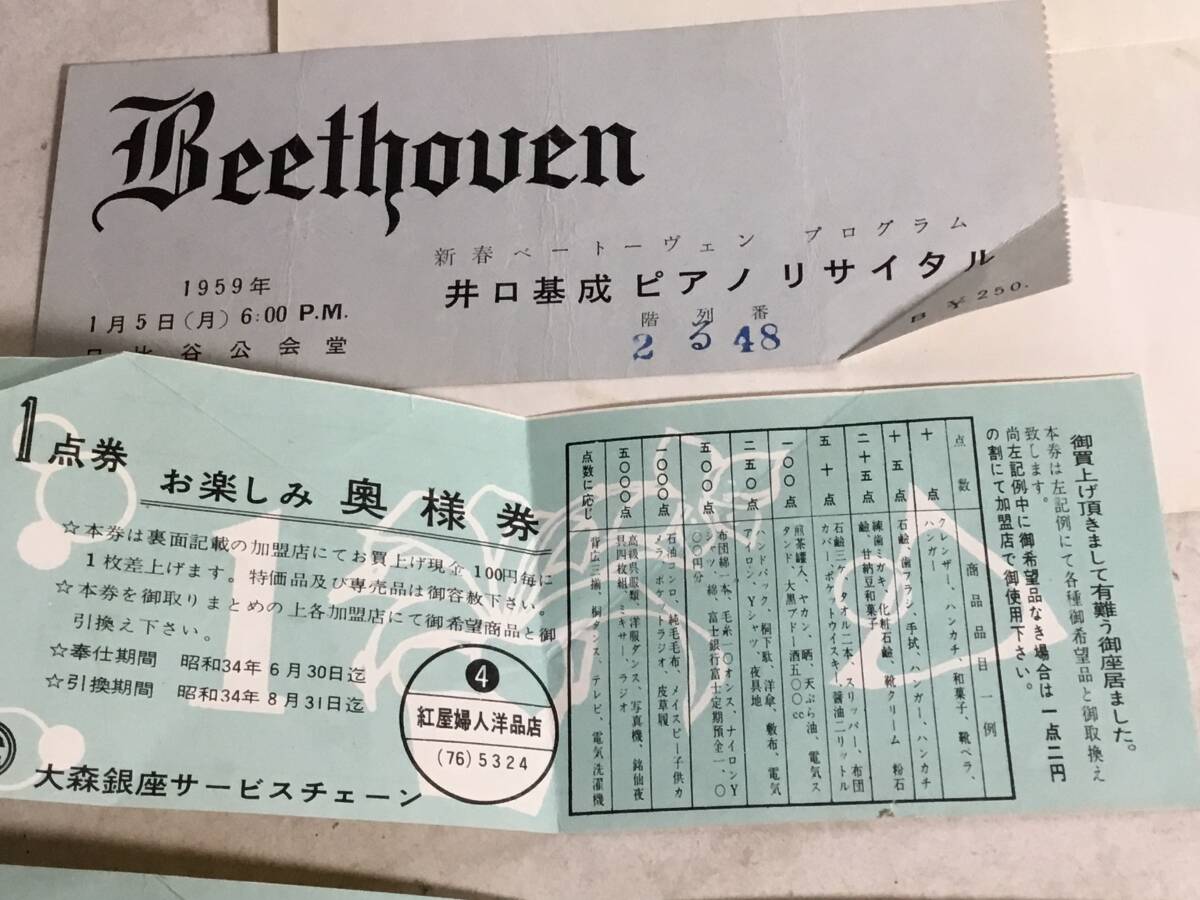 Beethoven
新春ベートーヴェン プログラム
井口基成ピアノ リサイタル
1959年
1月5日(月) 6:00 P.M.
日比谷公会堂
階 列 番
2 る 48
B ¥250.
1点券
お楽しみ 奥様券
☆本券は裏面記載の加盟店にてお買上げ現金100円毎に
1枚差上げます。特価品及び専売品は御容赦下さい。
☆本券を御取りまとめの上各加盟店にて御希望商品と御
引換え下さい。
☆奉仕期間 昭和34年6月30日迄
☆引換期間 昭和34年8月31日迄
4
紅屋婦人洋品店
(76)5324
大森銀座サービスチェーン
御買上げ頂きまして有難う御座居ました。
本券は左記例にて各種御希望品と御取換え
致します。
尚左記例中に御希望品なき場合は一点二円
の割にて加盟店で御使用下さい。
点数 商品目一例
十点 クレンザー、ハンカチ、和菓子、靴ベラ、
ハンガー
十五点 石鹼、歯ブラシ、手拭、ハンガー、ハンカチ
二十五点 練歯ミガキ、化粧石鹼、靴クリーム 粉石
鹼、甘納豆和菓子
五十点 石鹼三ヶ、タオル二本、スリッパー、布団
カバー、ポケットウイスキー、醤油二リットル
一〇〇点 煎茶罐入、ヤカン、晒、天ぷら油、電気ス
タンド、大黒ブドー、酒五〇〇cc
二五〇点 ハンドバック、桐下駄、洋傘、敷布、電気
アイロン、Yシャツ、夜具地
五〇〇点 布団綿一本、毛糸一〇オンス、ナイロンY
シャツ、綿、富士銀行富士定期預金一、〇
〇〇円分
一〇〇〇点 石油コンロ、純毛毛布、メイスピー子供カ
メラ、ポケットラジオ、皮草履
五〇〇〇点 高級呉服類、洋服ダンス、写真機、銘仙夜
具四枚組、ミキサー、ラジオ
点数に応じ 背広三揃、桐タンス、テレビ、電気洗濯機